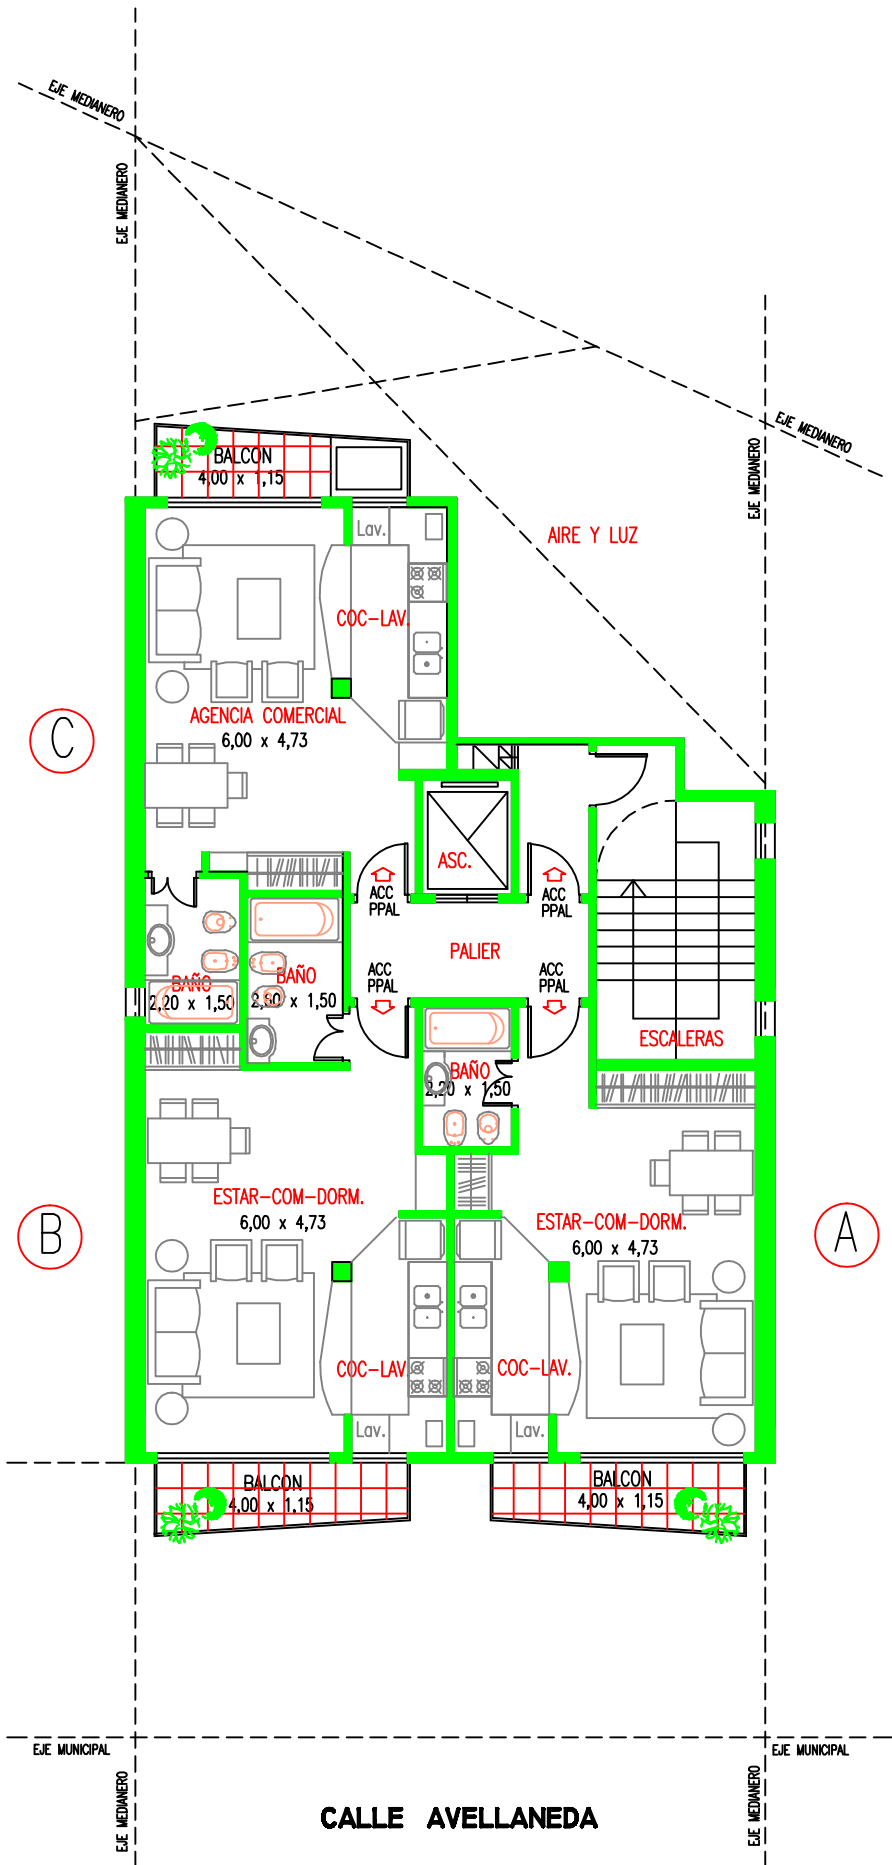 EJE MEDIANERO
EJE MEDIANERO
EJE MEDIANERO
EJE MEDIANERO
BALCON
4,00 x 1,15
AIRE Y LUZ
Lav.
COC-LAV.
AGENCIA COMERCIAL
6,00 x 4,73
C
ASC.
ACC
PPAL
ACC
PPAL
PALIER
ACC
PPAL
ACC
PPAL
BAÑO
2,20 x 1,50
BAÑO
2,80 x 1,50
ESCALERAS
BAÑO
2,20 x 1,50
ESTAR-COM-DORM.
6,00 x 4,73
ESTAR-COM-DORM.
6,00 x 4,73
B
A
COC-LAV.
COC-LAV.
Lav.
Lav.
BALCON
4,00 x 1,15
BALCON
4,00 x 1,15
EJE MUNICIPAL
EJE MUNICIPAL
EJE MEDIANERO
EJE MEDIANERO
CALLE AVELLANEDA